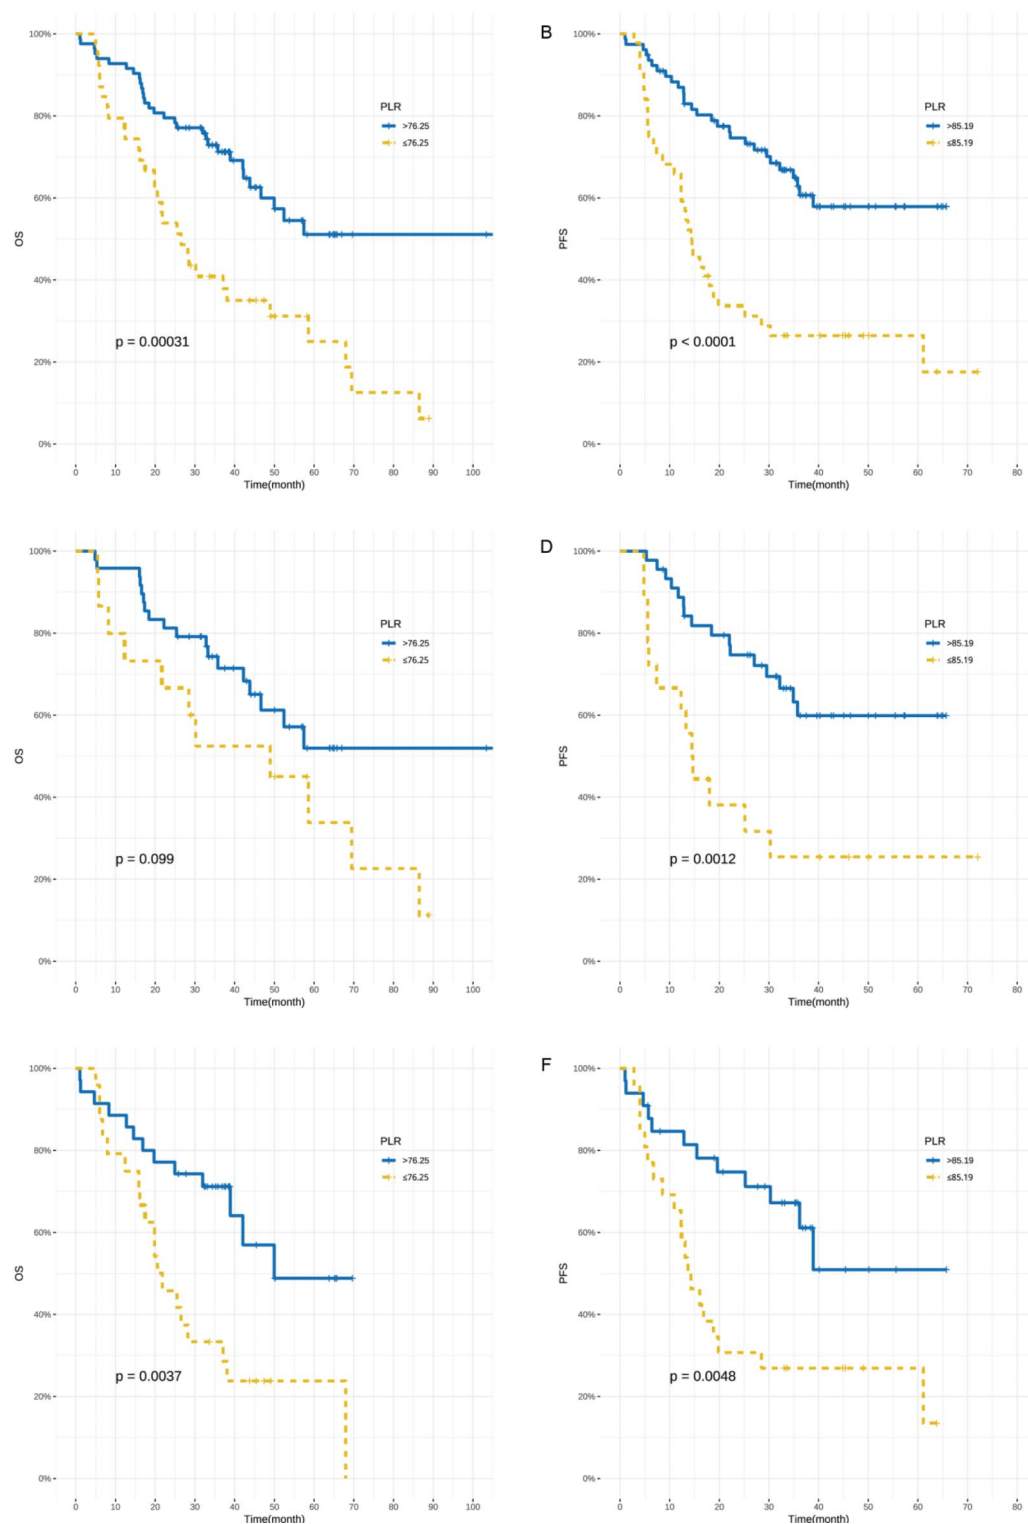 100%
80%
60%
40%
20%
0%
OS
PLR
>76.25
≤76.25
p = 0.00031
0 10 20 30 40 50 60 70 80 90 100
Time(month)
B
100%
80%
60%
40%
20%
0%
PFS
PLR
>85.19
≤85.19
p < 0.0001
0 10 20 30 40 50 60 70 80
Time(month)
100%
80%
60%
40%
20%
0%
OS
PLR
>76.25
≤76.25
p = 0.099
0 10 20 30 40 50 60 70 80 90 100
Time(month)
D
100%
80%
60%
40%
20%
0%
PFS
PLR
>85.19
≤85.19
p = 0.0012
0 10 20 30 40 50 60 70 80
Time(month)
100%
80%
60%
40%
20%
0%
OS
PLR
>76.25
≤76.25
p = 0.0037
0 10 20 30 40 50 60 70 80 90 100
Time(month)
F
100%
80%
60%
40%
20%
0%
PFS
PLR
>85.19
≤85.19
p = 0.0048
0 10 20 30 40 50 60 70 80
Time(month)